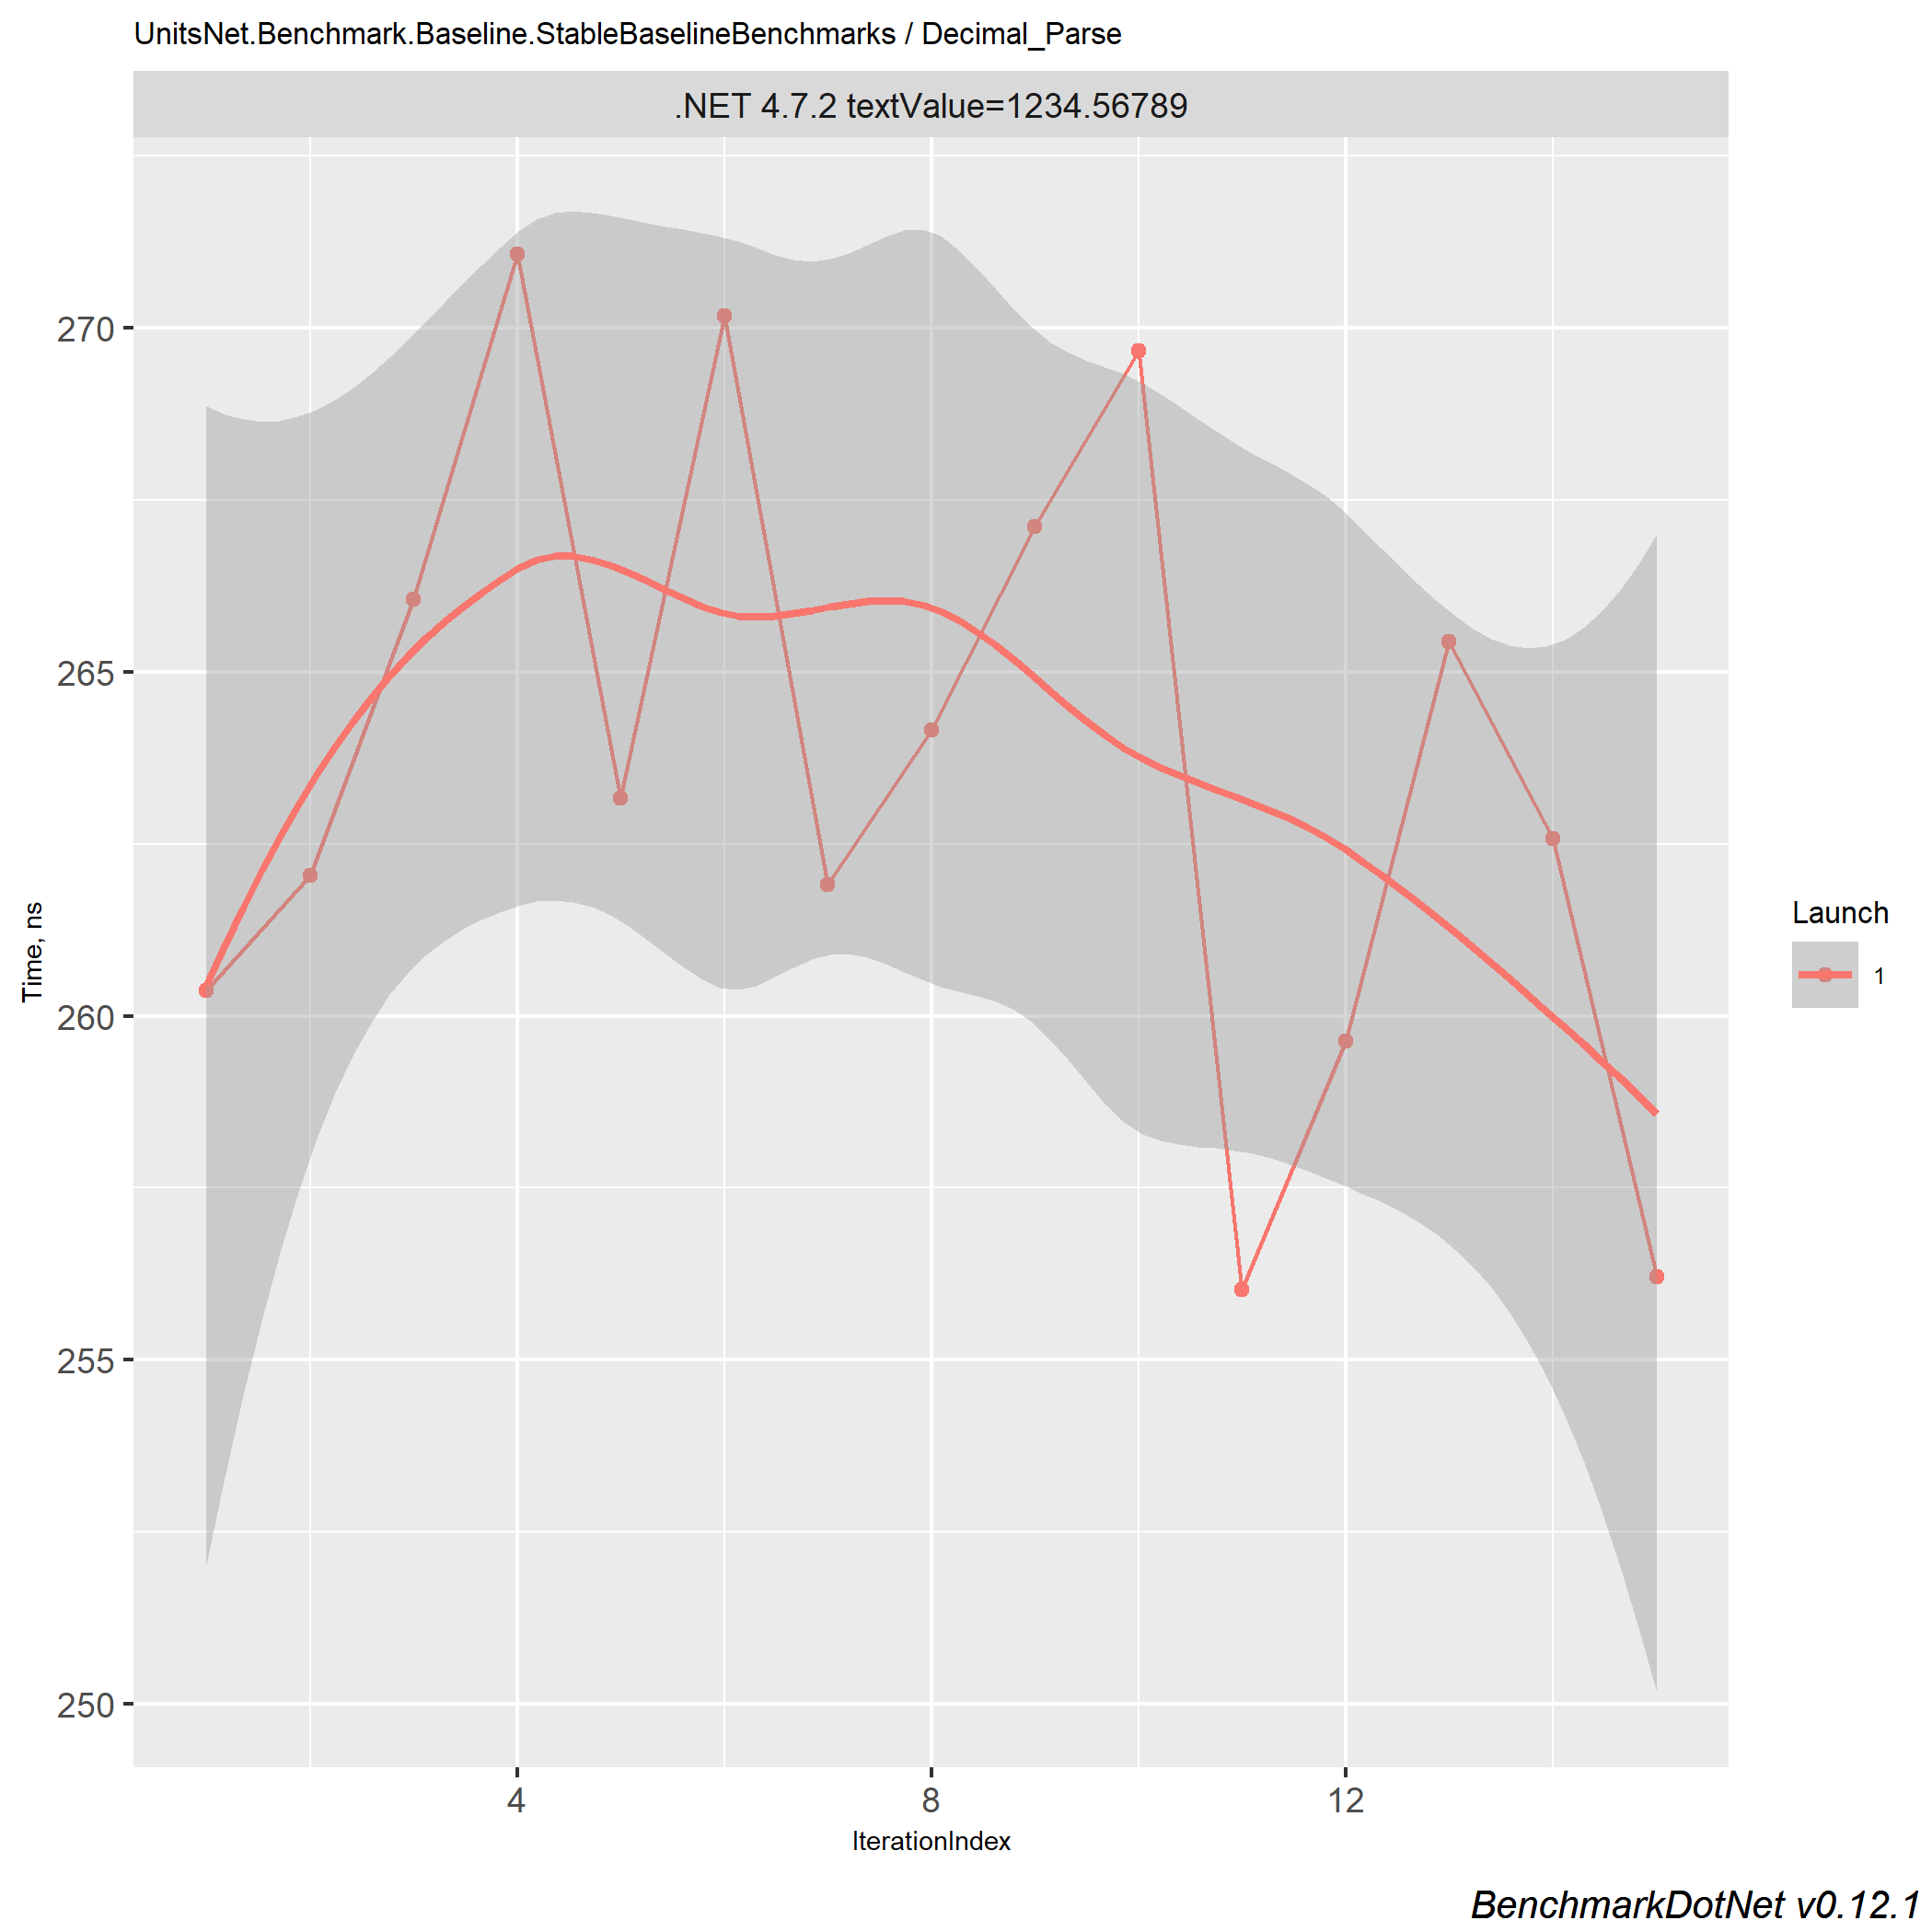 UnitsNet.Benchmark.Baseline.StableBaselineBenchmarks / Decimal_Parse
.NET 4.7.2 textValue=1234.56789
270
265
260
255
250
Time, ns
4
8
12
IterationIndex
Launch
1
BenchmarkDotNet v0.12.1